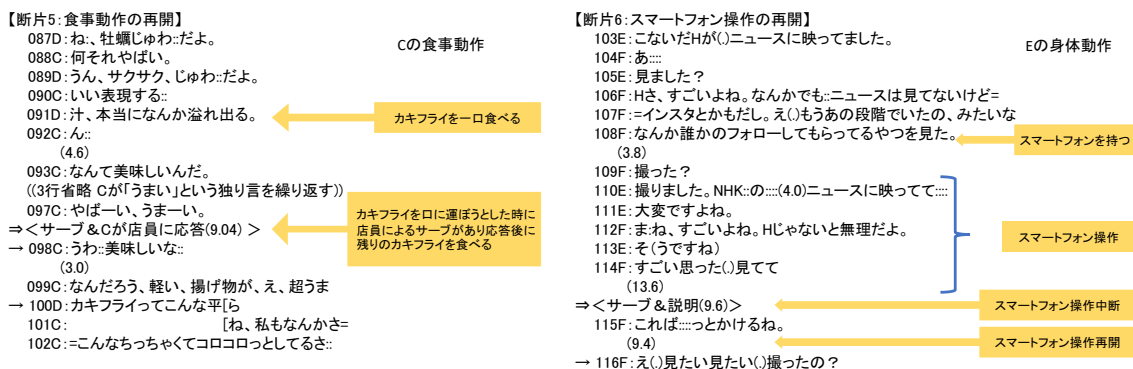 【断片5:食事動作の再開】
Cの食事動作
087D:ね:、牡蠣じゅわ::だよ。
088C:何それやばい。
089D:うん、サクサク、じゅわ::だよ。
090C:いい表現する::
091D:汁、本当になんか溢れ出る。
カキフライを一口食べる
092C:ん::
(4.6)
093C:なんて美味しいんだ。
((3行省略 Cが「うまい」という独り言を繰り返す))
097C:やばーい、うまーい。
⇒<サーブ&Cが店員に応答(9.04) >
カキフライを口に運ぼうとした時に
店員によるサーブがあり応答後に
残りのカキフライを食べる
→ 098C:うわ::美味しいな::
(3.0)
099C:なんだろう、軽い、揚げ物が、え、超うま
→ 100D:カキフライってこんな平[ら
101C: [ね、私もなんかさ=
102C:=こんなちっちゃくてコロコロっとしてるさ::
【断片6:スマートフォン操作の再開】
Eの身体動作
103E:こないだHが(.)ニュースに映ってました。
104F:あ::::
105E:見ました?
106F:Hさ、すごいよね。なんかでも::ニュースは見てないけど=
107F:=インスタとかもだし。え(.)もうあの段階でいたの、みたいな
108F:なんか誰かのフォローしてもらってるやつを見た。
スマートフォンを持つ
(3.8)
109F:撮った?
110E:撮りました。NHK::の::::(4.0)ニュースに映ってて::::
111E:大変ですよね。
112F:ま:ね、すごいよね。Hじゃないと無理だよ。
113E:そ(うですね)
114F:すごい思った(.)見てて
スマートフォン操作
(13.6)
⇒<サーブ&説明(9.6)>
スマートフォン操作中断
115F:これば::::っとかけるね。
(9.4)
スマートフォン操作再開
→ 116F:え(.)見たい見たい(.)撮ったの?